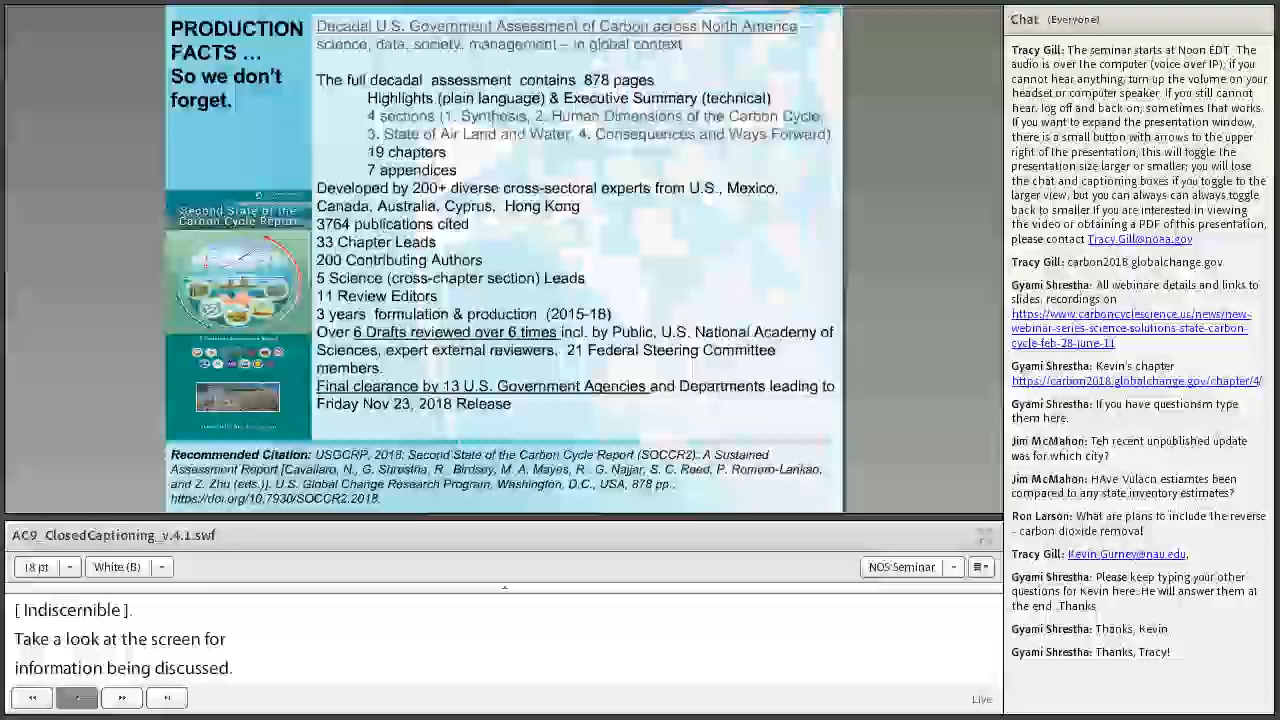 PRODUCTION
FACTS ...
So we don't
forget.
Second State of the
Carbon Cycle Report
Decadal U.S. Government Assessment of Carbon across North America –
science, data, society, management – in global context
The full decadal assessment contains 878 pages
Highlights (plain language) & Executive Summary (technical)
4 sections (1. Synthesis, 2. Human Dimensions of the Carbon Cycle,
3. State of Air Land and Water, 4. Consequences and Ways Forward)
19 chapters
7 appendices
Developed by 200+ diverse cross-sectoral experts from U.S., Mexico,
Canada, Australia, Cyprus, Hong Kong
3764 publications cited
33 Chapter Leads
200 Contributing Authors
5 Science (cross-chapter section) Leads
11 Review Editors
3 years formulation & production (2015-18)
Over 6 Drafts reviewed over 6 times incl. by Public, U.S. National Academy of
Sciences, expert external reviewers, 21 Federal Steering Committee
members.
Final clearance by 13 U.S. Government Agencies and Departments leading to
Friday Nov 23, 2018 Release
Recommended Citation: USGCRP, 2018: Second State of the Carbon Cycle Report (SOCCR2): A Sustained
Assessment Report [Cavallaro, N., G. Shrestha, R. Birdsey, M. A. Mayes, R. G. Najjar, S. C. Reed, P. Romero-Lankao,
and Z. Zhu (eds.)]. U.S. Global Change Research Program, Washington, D.C., USA, 878 pp.,
https://doi.org/10.7930/SOCCR2.2018.
AC9_ClosedCaptioning_v.4.1.swf
18 pt
White (B)
NOS Seminar
[ Indiscernible ].
Take a look at the screen for
information being discussed.
Live
Chat (Everyone)
Tracy Gill: The seminar starts at Noon EDT The
audio is over the computer (voice over IP), if
you cannot hear anything, turn up the volume on your
headset or computer speaker. If you still cannot
hear, log off and back on, sometimes that works.
If you want to expand the presentation window,
there is a small button with arrows to the upper
right of the presentation, this will toggle the
presentation size larger or smaller; you will lose
the chat and captioning boxes if you toggle to the
larger view, but you can always can always toggle
back to smaller If you are interested in viewing
the video or obtaining a PDF of this presentation,
please contact Tracy.Gill@noaa.gov
Tracy Gill: carbon2018.globalchange.gov
Gyami Shrestha: All webinare details and links to
slides, recordings on
https://www.carboncyclescience.us/news/new-
webinar-series-science-solutions-state-carbon-
cycle-feb-28-june-11
Gyami Shrestha: Kevin's chapter
https://carbon2018.globalchange.gov/chapter/4/
Gyami Shrestha: If you have questionsm type
them here.
Jim McMahon: Teh recent unpublished update
was for which city?
Jim McMahon: HAve Vulacn estiamtes been
compared to any state inventory estimates?
Ron Larson: What are plans to include the reverse
- carbon dioxide removal
Tracy Gill: Kevin.Gurney@nau.edu,
Gyami Shrestha: Please keep typing your other
questions for Kevin here. He will answer them at
the end. Thanks
Gyami Shrestha: Thanks, Kevin
Gyami Shrestha: Thanks, Tracy!